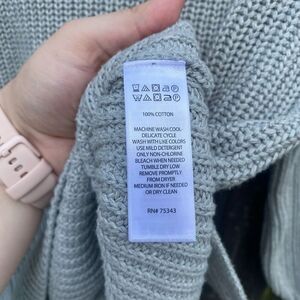 100% COTTON
MACHINE WASH COOL
DELICATE CYCLE
WASH WITH LIKE COLORS
USE MILD DETERGENT
ONLY NON-CHLORINE
BLEACH WHEN NEEDED
TUMBLE DRY LOW
REMOVE PROMPTLY
FROM DRYER
MEDIUM IRON IF NEEDED
OR DRY CLEAN
RN# 75343